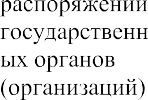 распоряжении
государственн
ых органов
(организаций)